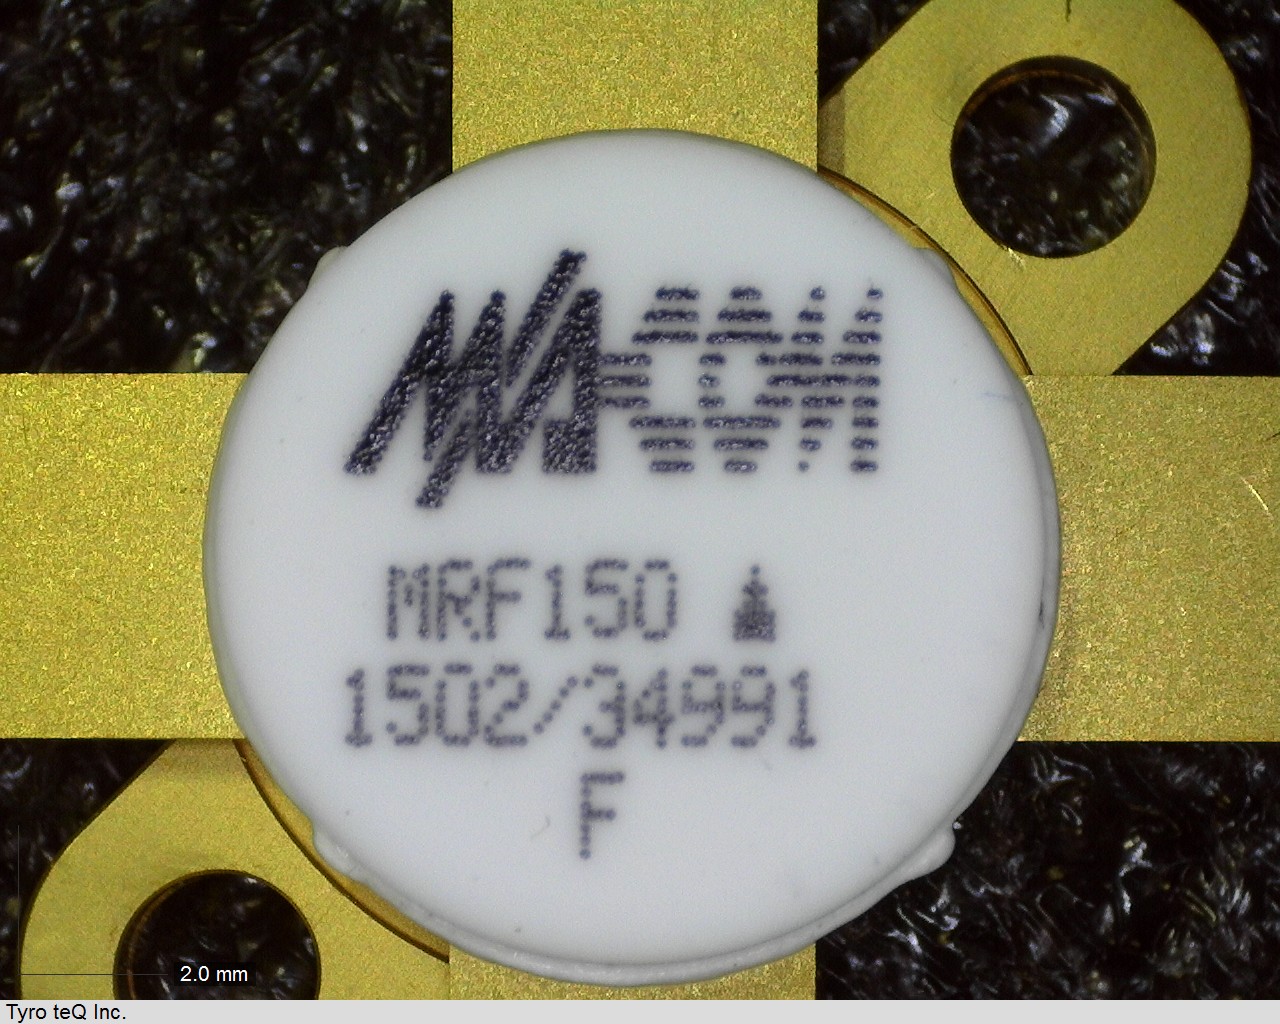 M/A-COM
MRF150
1502/34991
F
2.0 mm
Tyro teQ Inc.